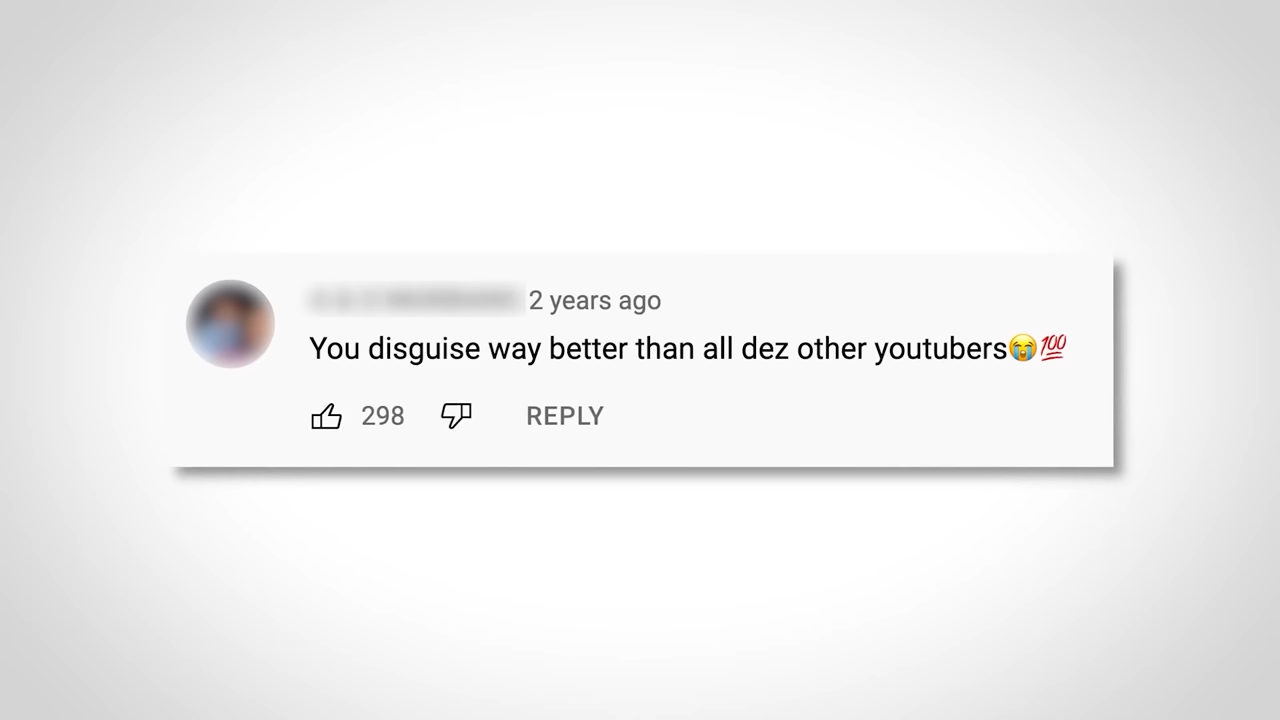 2 years ago
You disguise way better than all dez other youtubers😭💯
298 REPLY